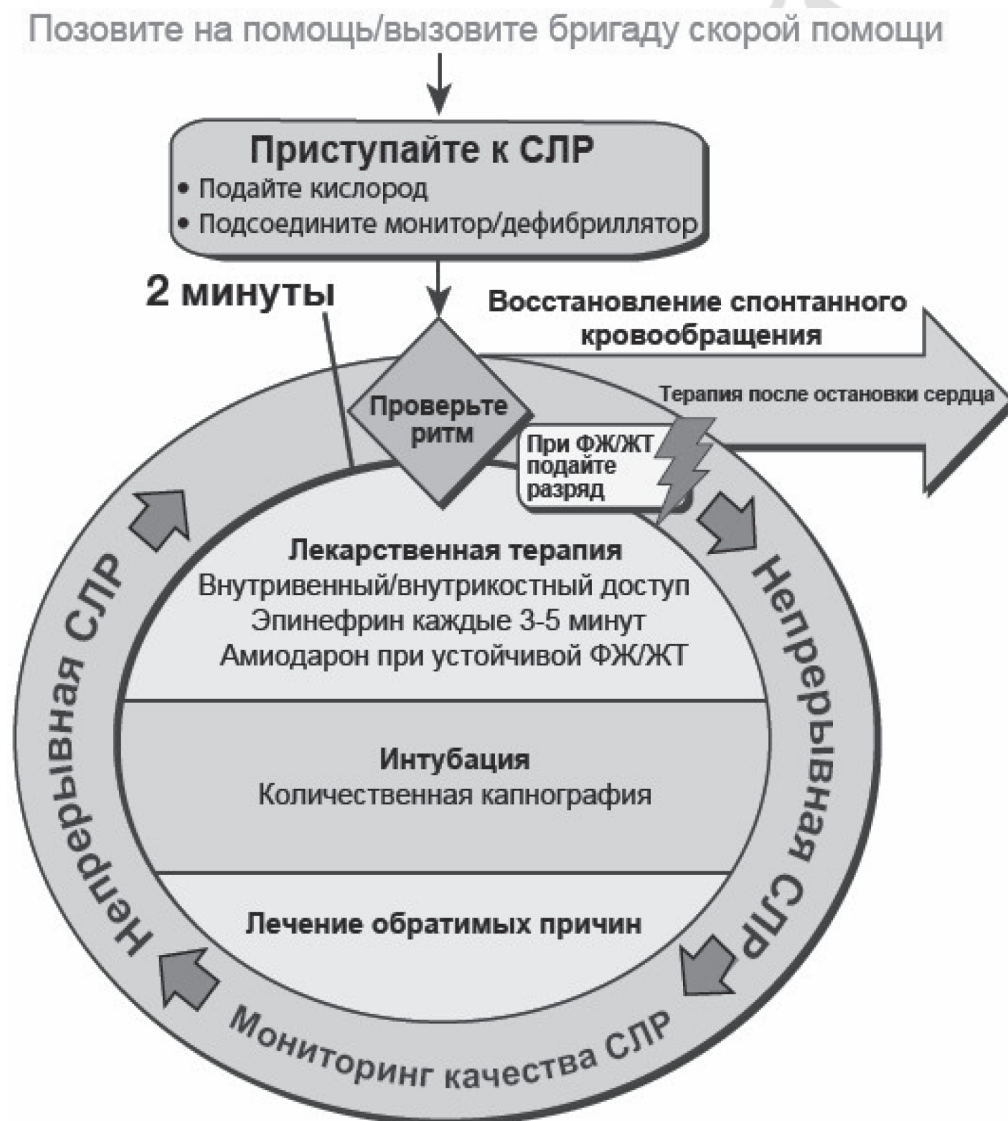 Позовите на помощь/вызовите бригаду скорой помощи
Приступайте к СЛР
• Подайте кислород
• Подсоедините монитор/дефибриллятор
2 минуты
Восстановление спонтанного
кровообращения
Терапия после остановки сердца
Проверьте
ритм
При ФЖ/ЖТ
подайте
разряд
Лекарственная терапия
Внутривенный/внутрикостный доступ
Эпинефрин каждые 3-5 минут
Амиодарон при устойчивой ФЖ/ЖТ
Интубация
Количественная капнография
Лечение обратимых причин
Непрерывная СЛР
Мониторинг качества СЛР
Непрерывная СЛР